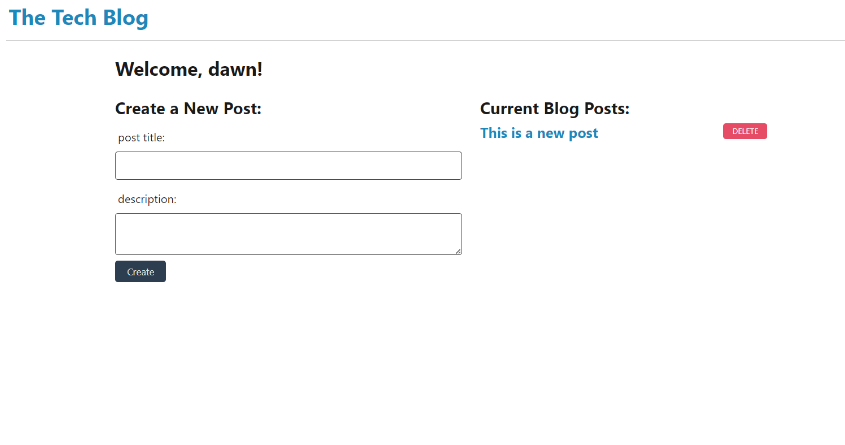 The Tech Blog
Welcome, dawn!
Create a New Post:
post title:
description:
Create
Current Blog Posts:
This is a new post
DELETE